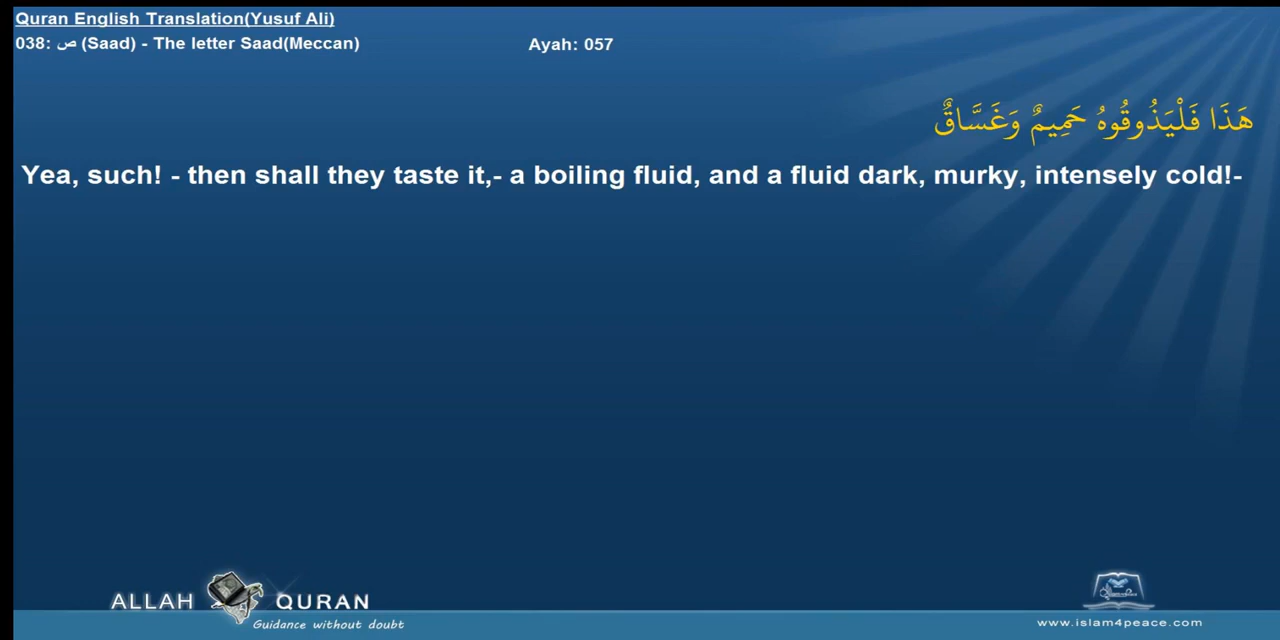 Quran English Translation(Yusuf Ali)
038: ص (Saad) - The letter Saad(Meccan) Ayah: 057
هَذَا فَلْيَذُوقُوهُ حَمِيمٌ وَغَسَّاقٌ
Yea, such! - then shall they taste it,- a boiling fluid, and a fluid dark, murky, intensely cold!-
ALLAH QURAN
Guidance without doubt
www.islam4peace.com